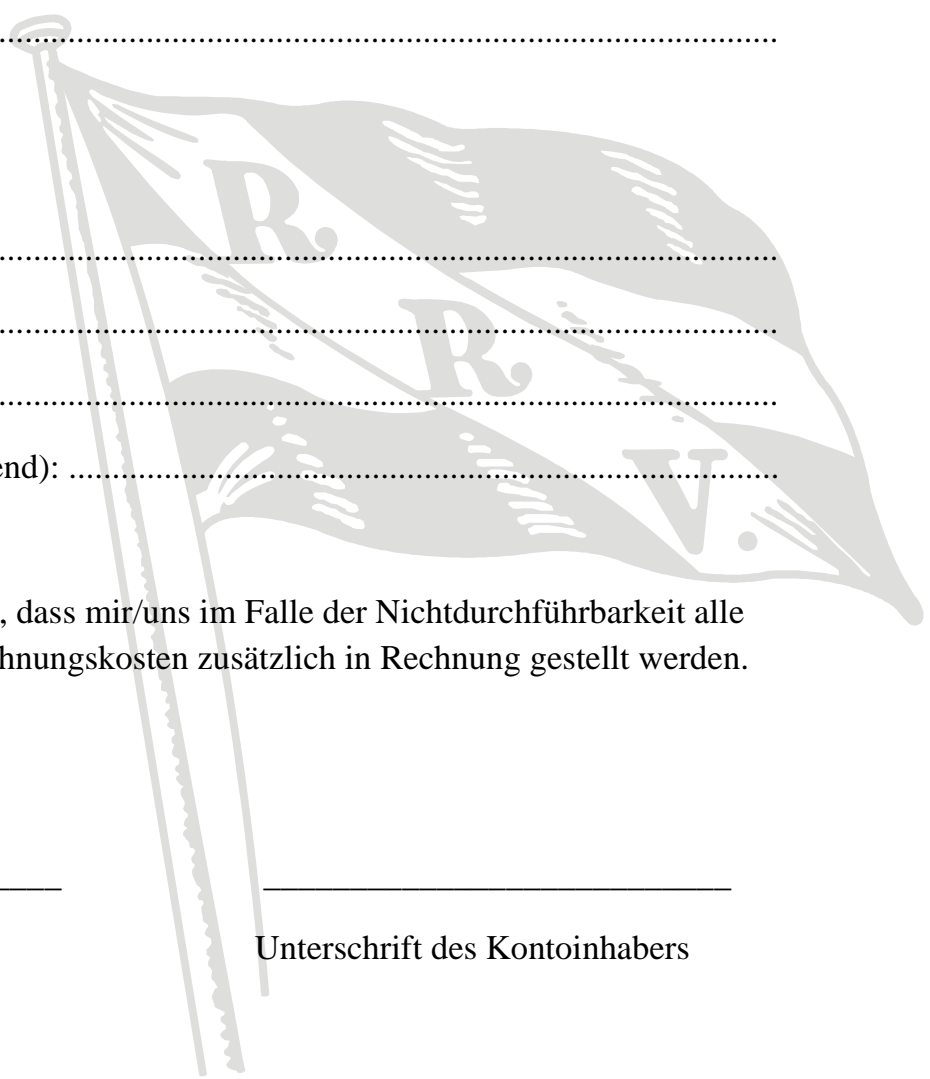 R.
R.
V.
end): ................................................................................
, dass mir/uns im Falle der Nichtdurchführbarkeit alle
hnungskosten zusätzlich in Rechnung gestellt werden.
Unterschrift des Kontoinhabers